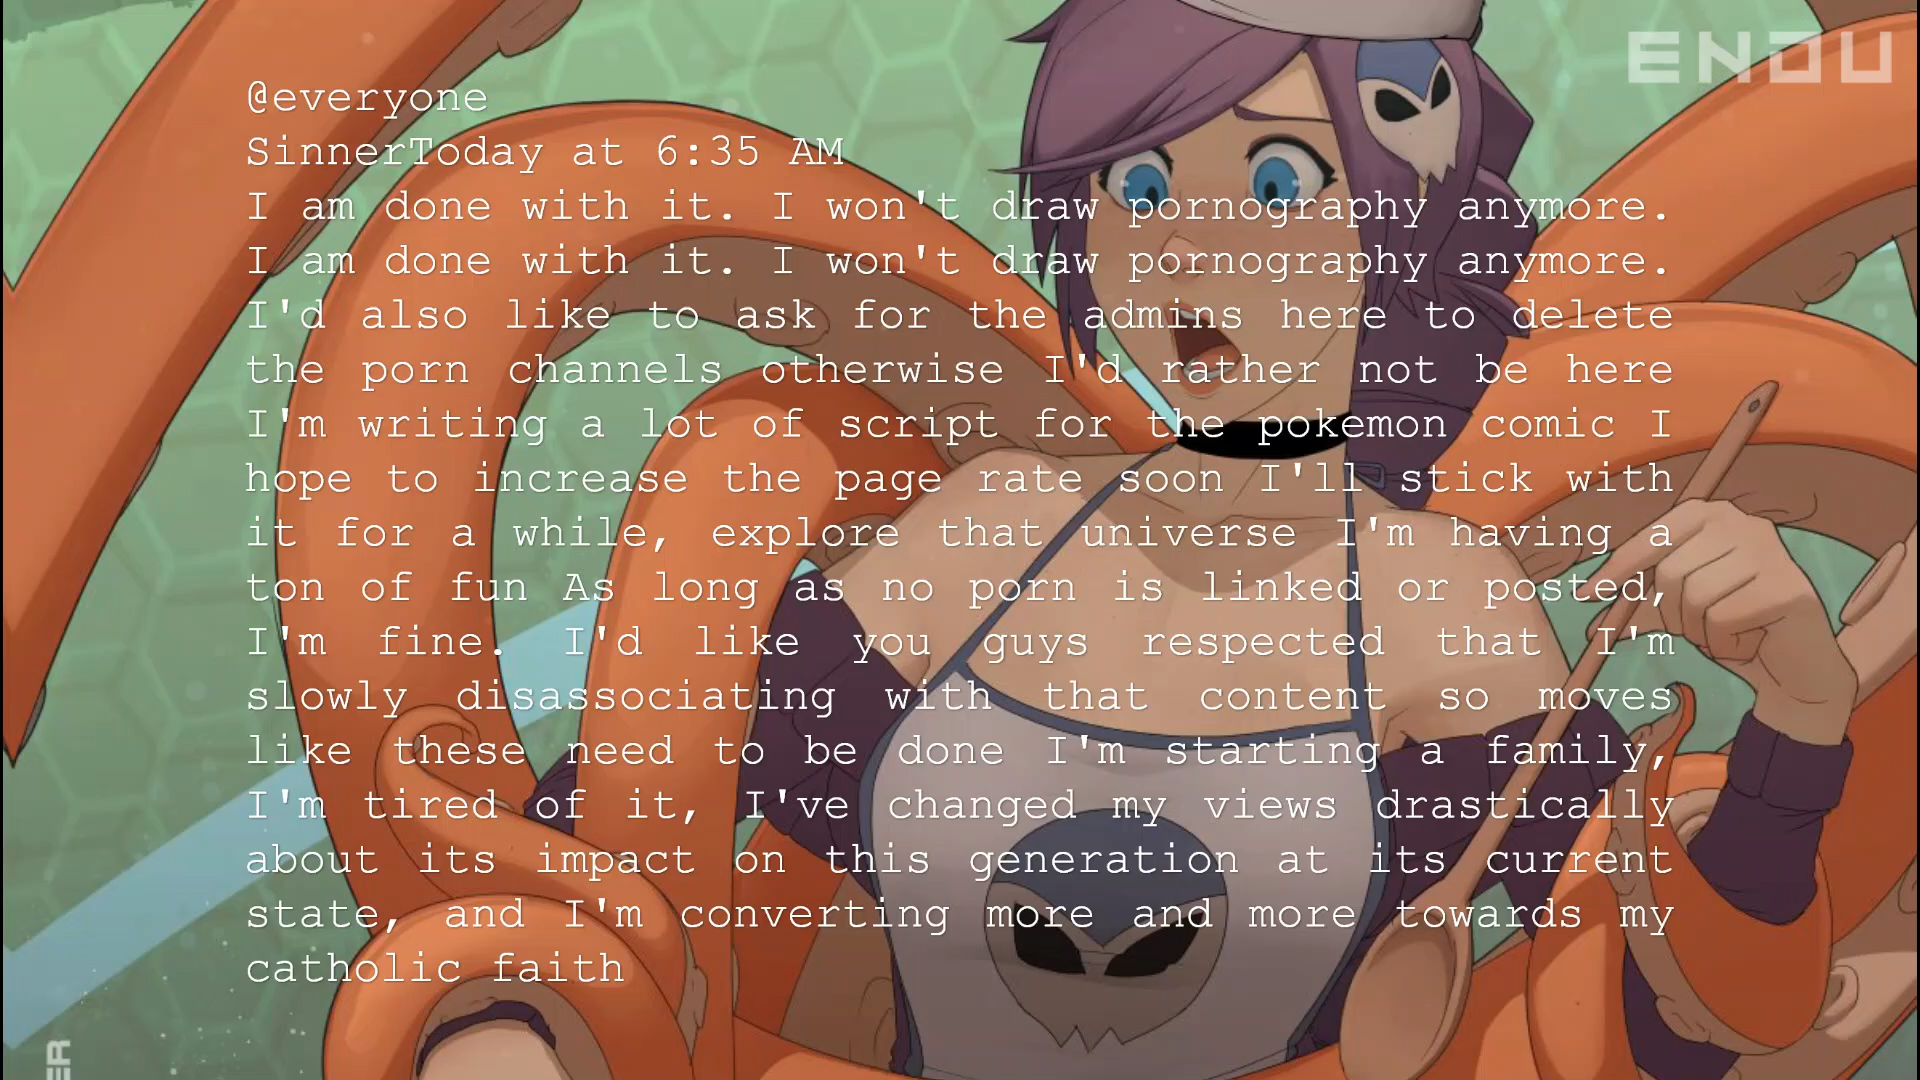 ENDU
@everyone
SinnerToday at 6:35 AM
I am done with it. I won't draw pornography anymore.
I am done with it. I won't draw pornography anymore.
I'd also like to ask for the admins here to delete
the porn channels otherwise I'd rather not be here
I'm writing a lot of script for the pokemon comic I
hope to increase the page rate soon I'll stick with
it for a while, explore that universe I'm having a
ton of fun As long as no porn is linked or posted,
I'm fine. I'd like you guys respected that I'm
slowly disassociating with that content so moves
like these need to be done I'm starting a family,
I'm tired of it, I've changed my views drastically
about its impact on this generation at its current
state, and I'm converting more and more towards my
catholic faith
ER